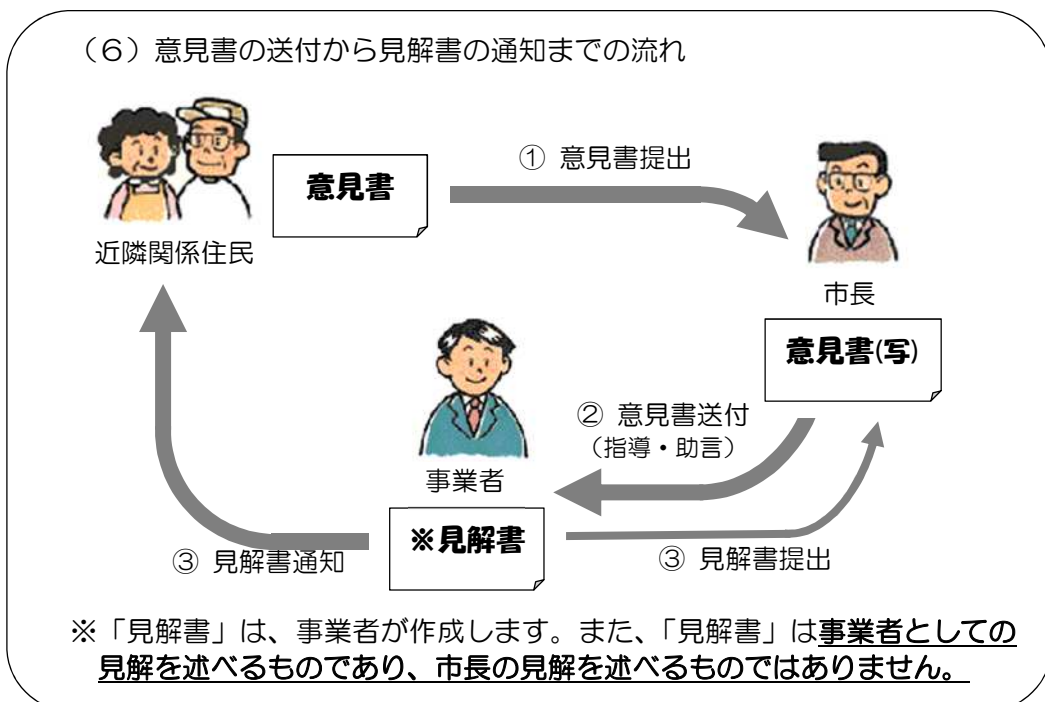 （6）意見書の送付から見解書の通知までの流れ
意見書
① 意見書提出
近隣関係住民
市長
意見書(写)
② 意見書送付
（指導・助言）
事業者
※見解書
③ 見解書通知
③ 見解書提出
※「見解書」は、事業者が作成します。また、「見解書」は事業者としての
見解を述べるものであり、市長の見解を述べるものではありません。